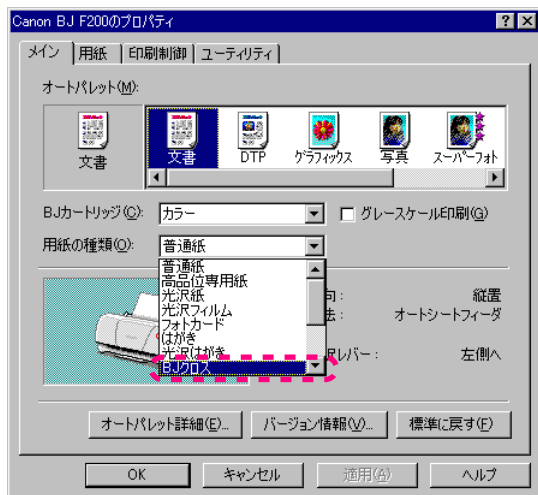 Canon BJ F200のプロパティ
メイン 用紙 印刷制御 ユーティリティ
オートパレット(M):
文書
文書 DTP グラフィックス 写真 スーパーフォト
BJカートリッジ(C): カラー グレースケール印刷(G)
用紙の種類(O): 普通紙
普通紙
高品位専用紙
光沢紙
光沢フィルム
フォトカード
はがき
光沢はがき
BJクロス
向: 縦置
法: オートシートフィーダ
沢レバー: 左側へ
オートパレット詳細(E)... バージョン情報(V)... 標準に戻す(F)
OK キャンセル 適用(A) ヘルプ